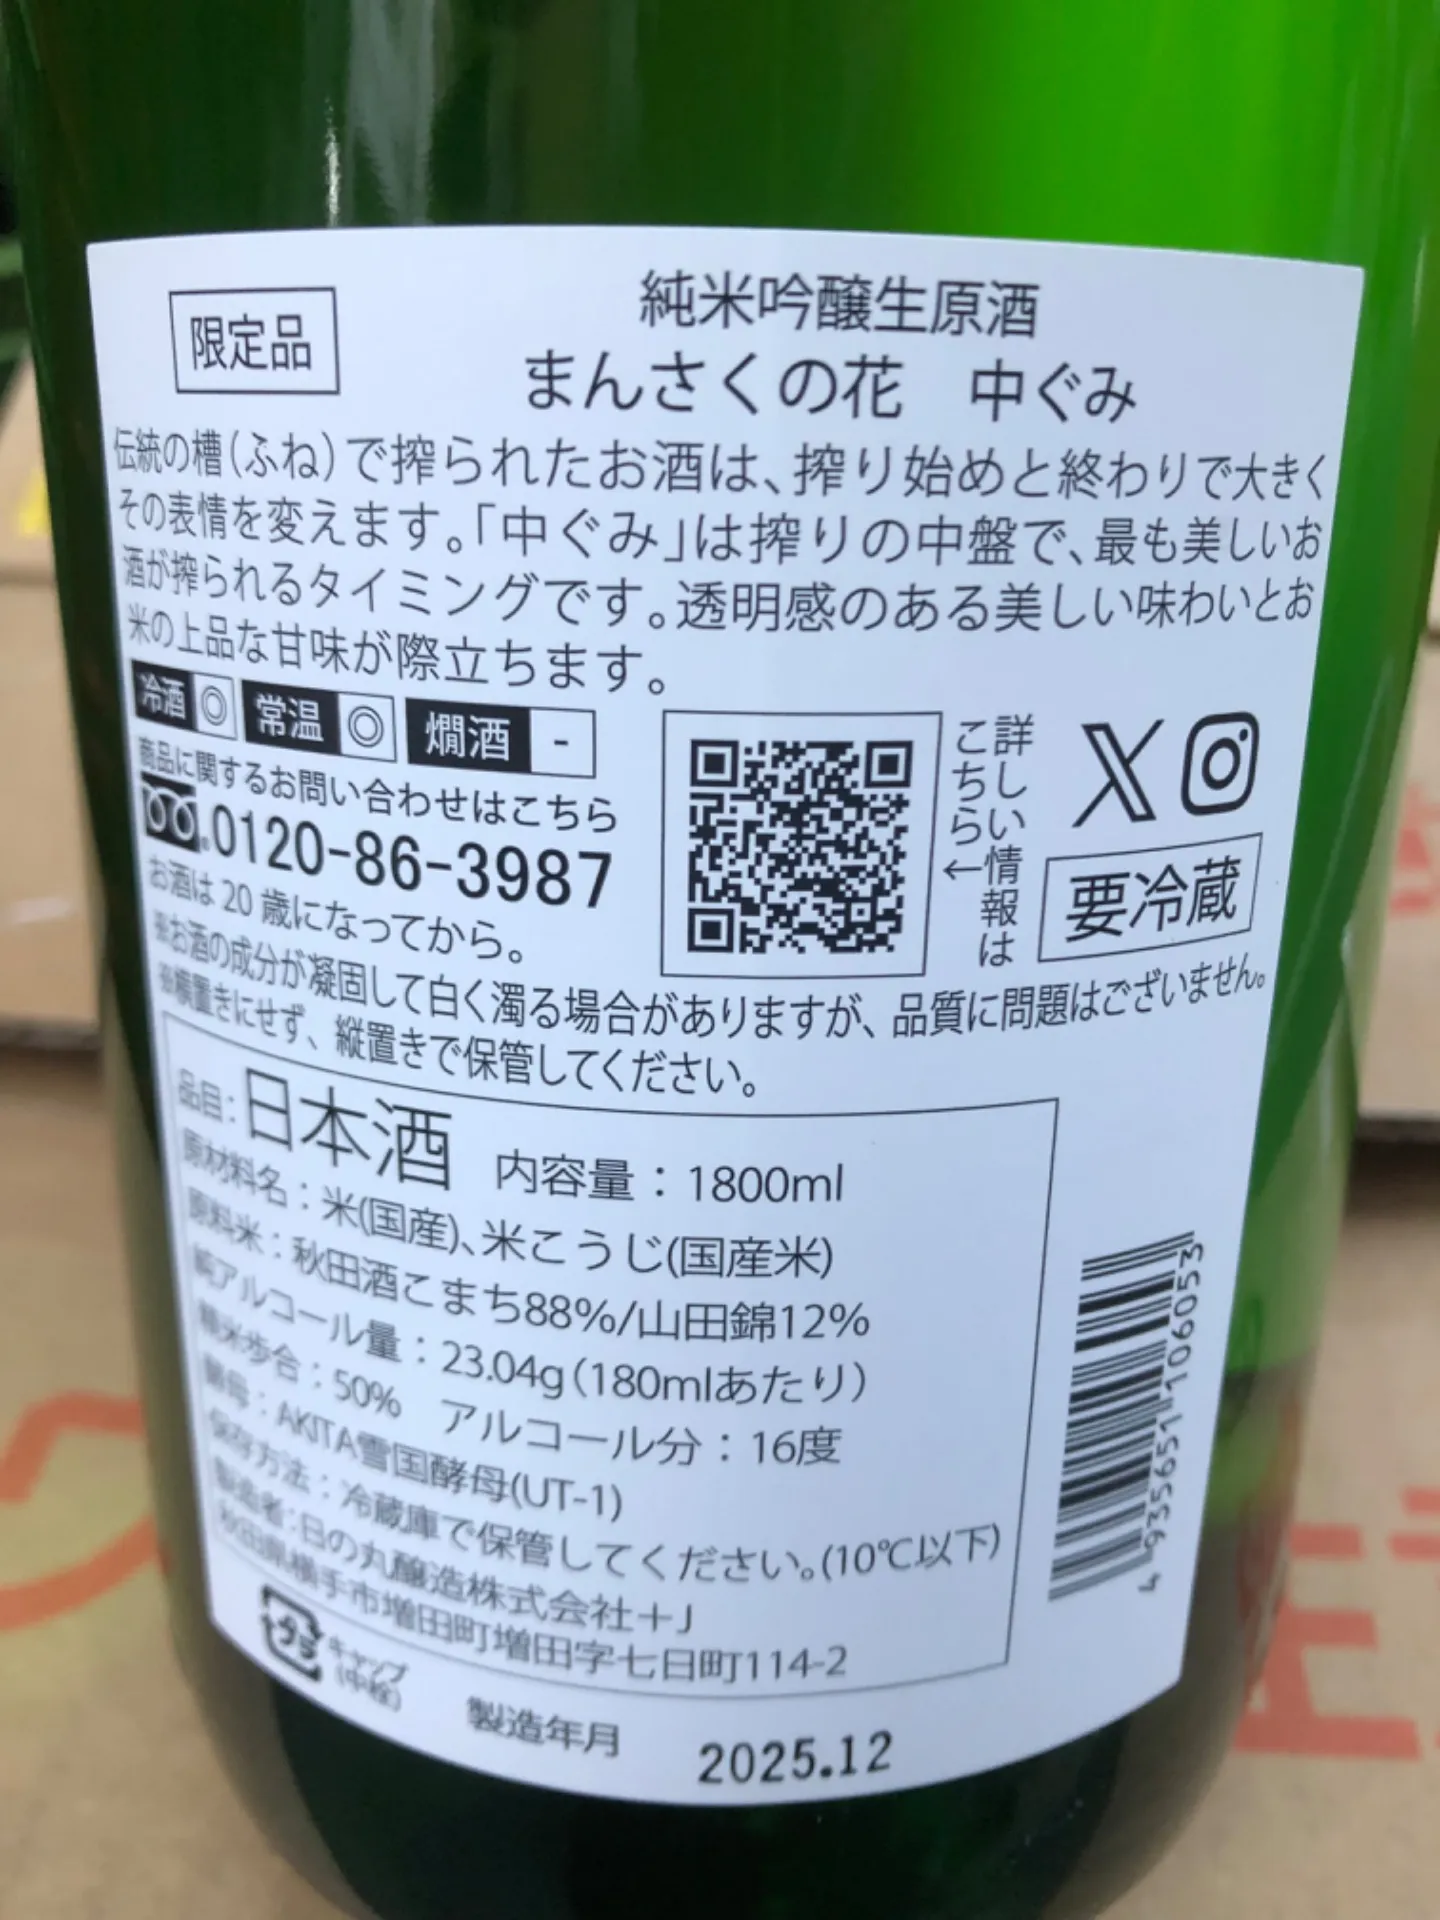 限定品
純米吟醸生原酒
まんさくの花 中ぐみ
伝統の槽(ふね)で搾られたお酒は、搾り始めと終わりで大きく
その表情を変えます。「中ぐみ」は搾りの中盤で、最も美しいお
酒が搾られるタイミングです。透明感のある美しい味わいとお
米の上品な甘味が際立ちます。
冷酒 ◎ 常温 ◎ 燗酒 -
商品に関するお問い合わせはこちら
0120-86-3987
詳しい情報は
こちら←
要冷蔵
お酒は20歳になってから。
※お酒の成分が凝固して白く濁る場合がありますが、品質に問題はございません。
※横置きにせず、縦置きで保管してください。
品目:日本酒 内容量:1800ml
原材料名:米(国産)、米こうじ(国産米)
原料米:秋田酒こまち88%/山田錦12%
純アルコール量:23.04g(180mlあたり)
精米歩合:50% アルコール分:16度
酵母:AKITA雪国酵母(UT-1)
保存方法:冷蔵庫で保管してください。(10℃以下)
製造者:日の丸醸造株式会社+J
秋田県横手市増田町増田字七日町114-2
プラ
キャップ
(中栓)
製造年月 2025.12
4 935651 106053